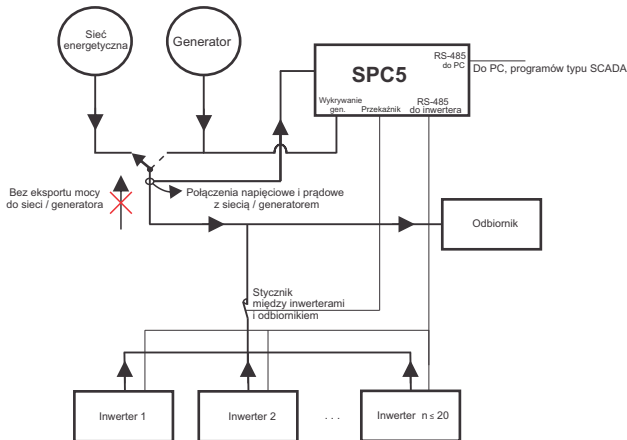 Sieć
energetyczna
Generator
SPC5
RS-485
do PC
Do PC, programów typu SCADA
Wykrywanie
gen.
Przekaźnik
RS-485
do inwertera
Bez eksportu mocy
do sieci / generatora
Połączenia napięciowe i prądowe
z siecią / generatorem
Odbiornik
Stycznik
między inwerterami
i odbiornikiem
Inwerter 1
Inwerter 2
. . .
Inwerter n ≤ 20